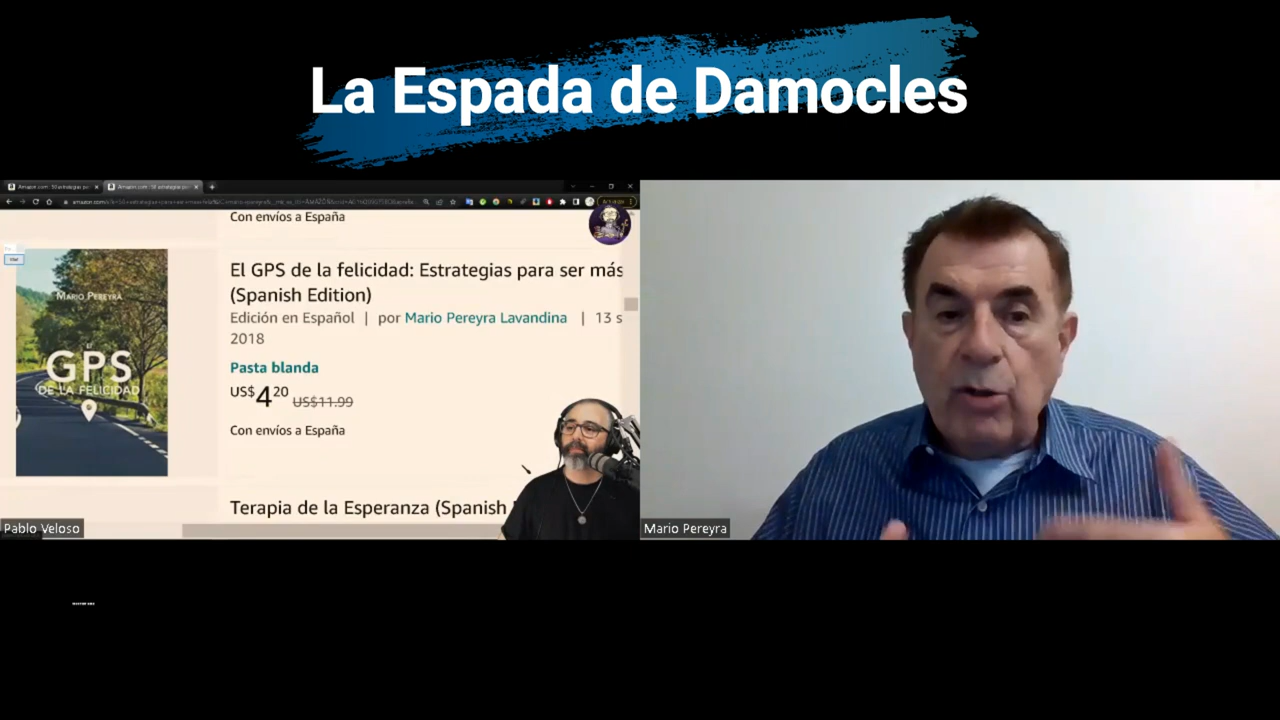 La Espada de Damocles
Con envíos a España
El GPS de la felicidad: Estrategias para ser más
(Spanish Edition)
Edición en Español | por Mario Pereyra Lavandina | 13 s
2018
Pasta blanda
US$4 20 US$11.99
Con envíos a España
Terapia de la Esperanza (Spanish
MARIO PEREYRA
EL
GPS
DE LA FELICIDAD
Pablo Veloso
Mario Pereyra